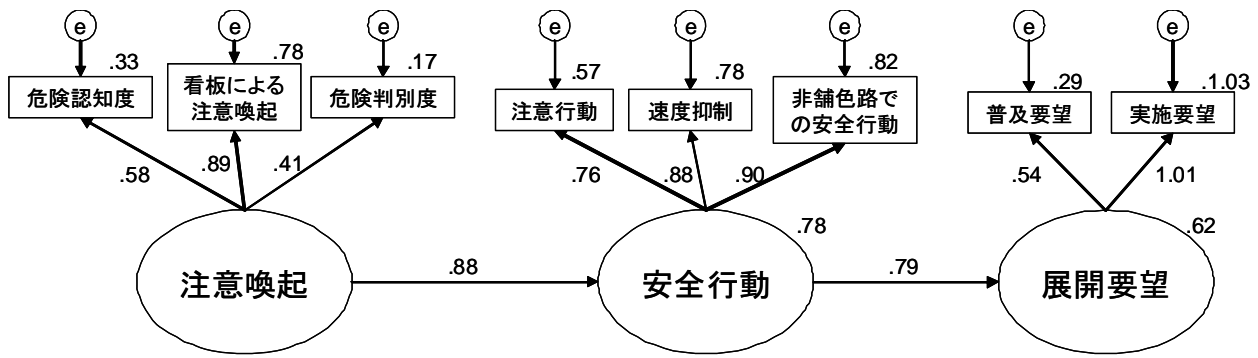 e
e
e
e
e
e
e
e
.33
.78
.17
.57
.78
.82
.29
.1.03
危険認知度
看板による
注意喚起
危険判別度
注意行動
速度抑制
非舗色路で
の安全行動
普及要望
実施要望
.58
.89
.41
.76
.88
.90
.54
1.01
注意喚起
.88
安全行動
.78
.79
展開要望
.62